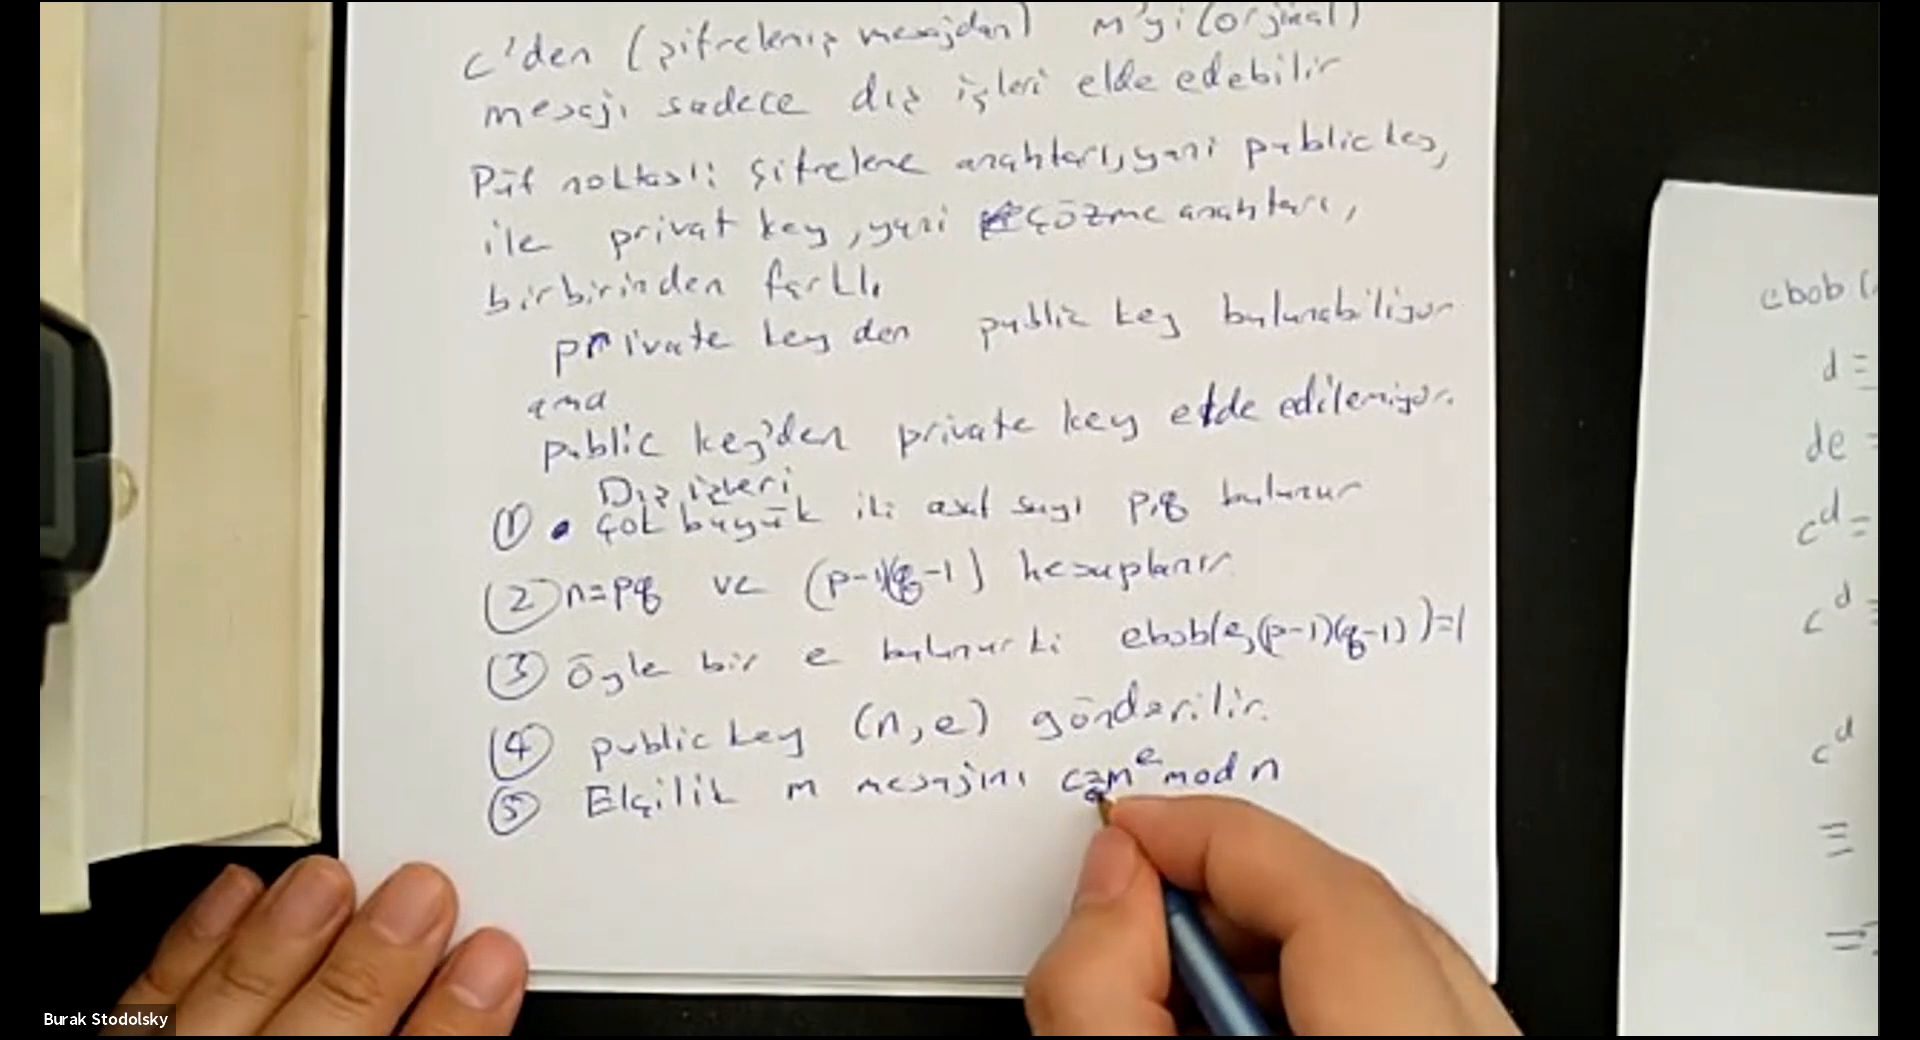 c'den (şifrelenmiş mesajdan) m'yi (orjinal)
mesajı sadece dış işleri elde edebilir
Püf noktası: şifreleme anahtarı, yani public key,
ile privat key, yani çözme anahtarı,
birbirinden farklı
private key den public key bulunabiliyor
ama
public key'den private key elde edilemiyor.
Dış işleri
① • Çok büyük iki asal sayı p,q bulunur
② n=pq ve (p-1)(q-1) hesaplanır
③ Öyle bir e bulunur ki ebob(e,(p-1)(q-1))=1
④ public key (n,e) gönderilir.
⑤ Elçilik m mesajını c≡m^e mod n
ebob (
d =
de =
c^d =
c^d ≡
c^d
≡
Burak Stodolsky